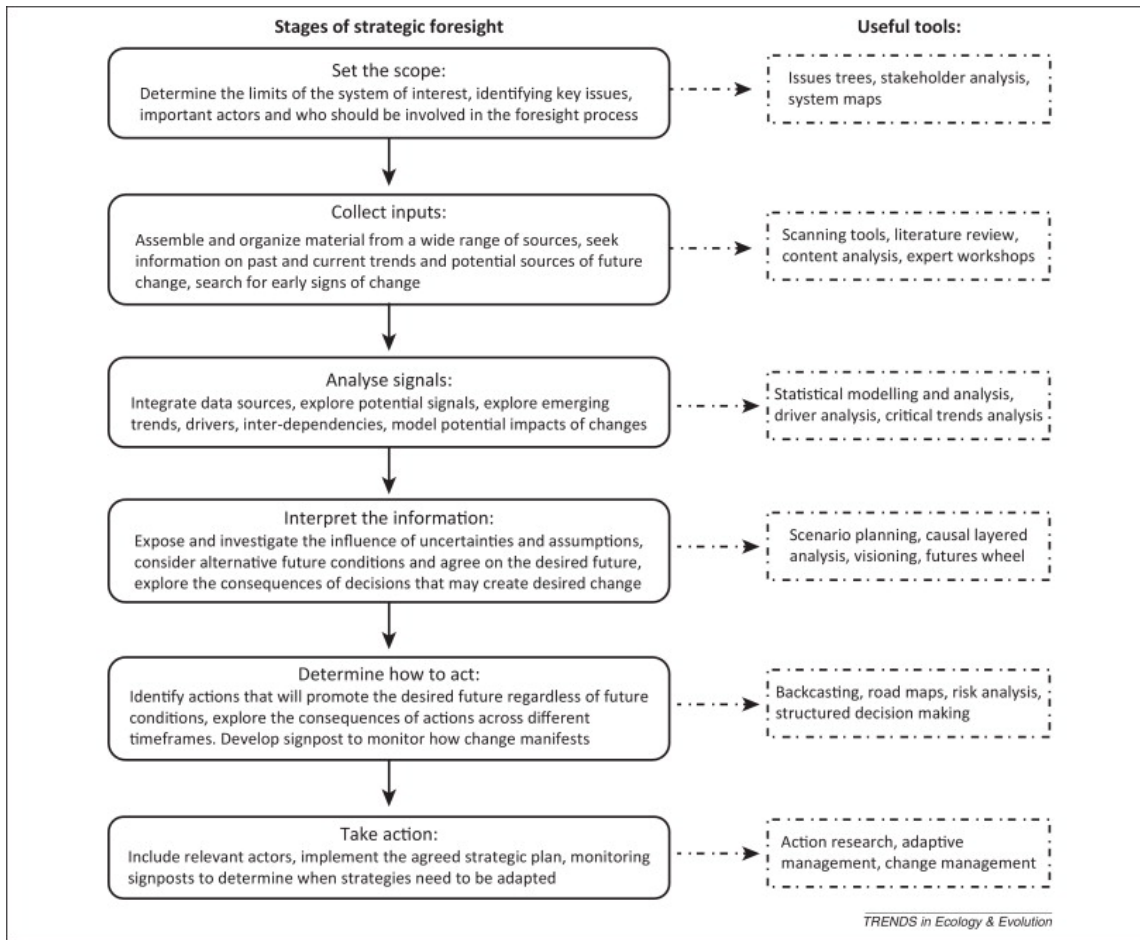 Stages of strategic foresight
Useful tools:
Set the scope:
Determine the limits of the system of interest, identifying key issues,
important actors and who should be involved in the foresight process
Issues trees, stakeholder analysis,
system maps
Collect inputs:
Assemble and organize material from a wide range of sources, seek
information on past and current trends and potential sources of future
change, search for early signs of change
Scanning tools, literature review,
content analysis, expert workshops
Analyse signals:
Integrate data sources, explore potential signals, explore emerging
trends, drivers, inter-dependencies, model potential impacts of changes
Statistical modelling and analysis,
driver analysis, critical trends analysis
Interpret the information:
Expose and investigate the influence of uncertainties and assumptions,
consider alternative future conditions and agree on the desired future,
explore the consequences of decisions that may create desired change
Scenario planning, causal layered
analysis, visioning, futures wheel
Determine how to act:
Identify actions that will promote the desired future regardless of future
conditions, explore the consequences of actions across different
timeframes. Develop signpost to monitor how change manifests
Backcasting, road maps, risk analysis,
structured decision making
Take action:
Include relevant actors, implement the agreed strategic plan, monitoring
signposts to determine when strategies need to be adapted
Action research, adaptive
management, change management
TRENDS in Ecology & Evolution